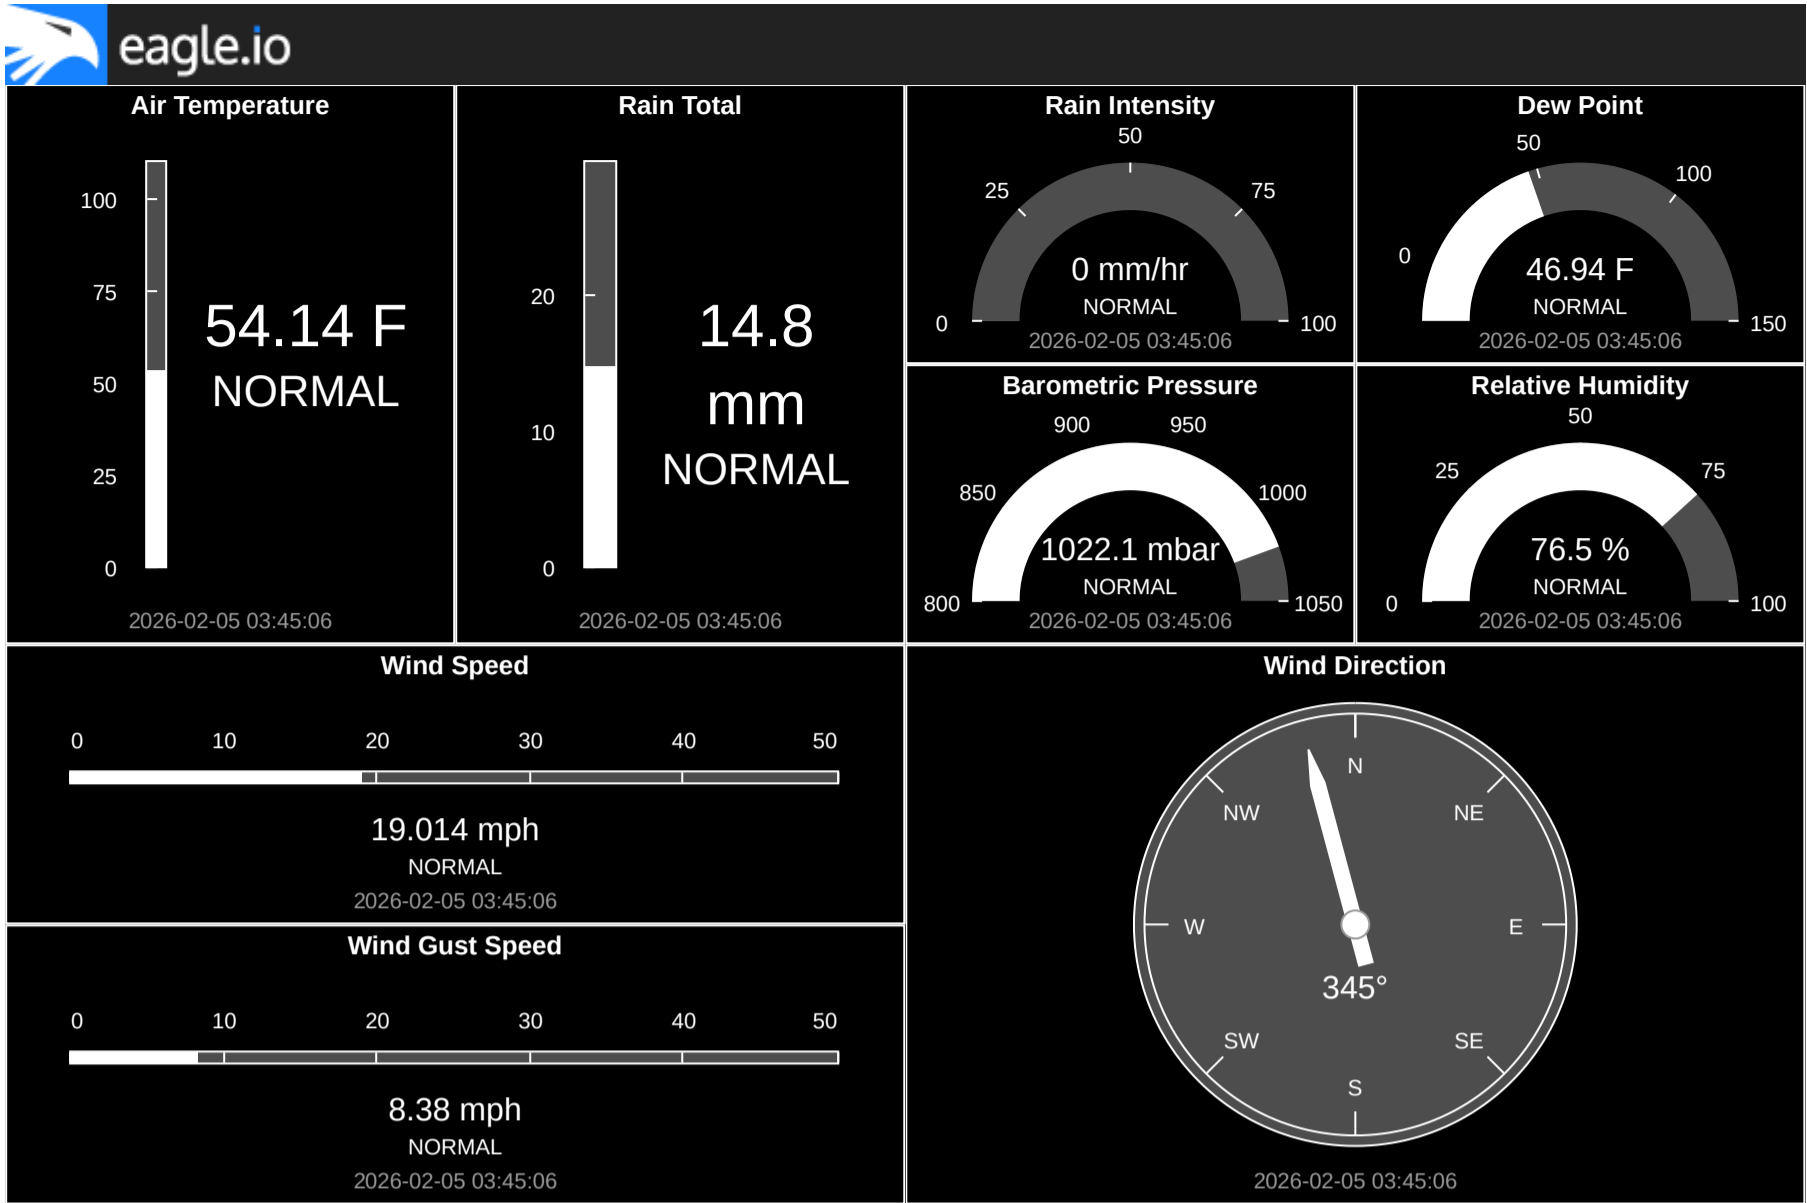 eagle.io
Air Temperature
100
75
50
25
0
54.14 F
NORMAL
2026-02-05 03:45:06
Rain Total
20
10
0
14.8
mm
NORMAL
2026-02-05 03:45:06
Rain Intensity
50
25
75
0
100
0 mm/hr
NORMAL
2026-02-05 03:45:06
Dew Point
50
100
0
150
46.94 F
NORMAL
2026-02-05 03:45:06
Barometric Pressure
900
950
850
1000
800
1050
1022.1 mbar
NORMAL
2026-02-05 03:45:06
Relative Humidity
50
25
75
0
100
76.5 %
NORMAL
2026-02-05 03:45:06
Wind Speed
0 10 20 30 40 50
19.014 mph
NORMAL
2026-02-05 03:45:06
Wind Gust Speed
0 10 20 30 40 50
8.38 mph
NORMAL
2026-02-05 03:45:06
Wind Direction
N
NW
NE
W
E
345°
SW
SE
S
2026-02-05 03:45:06